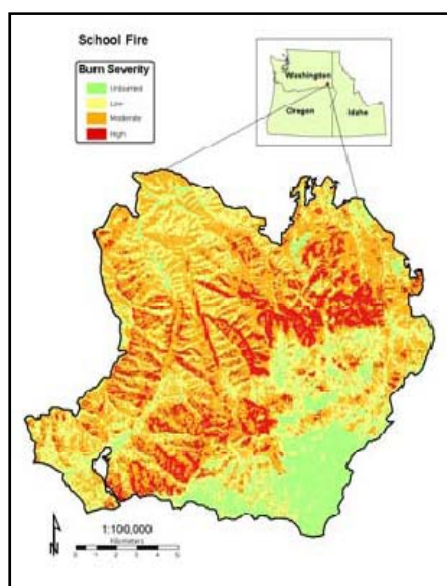 School Fire
Burn Severity
Unburned
Low
Moderate
High
Washington
Oregon
Idaho
1:100,000
Kilometers
N